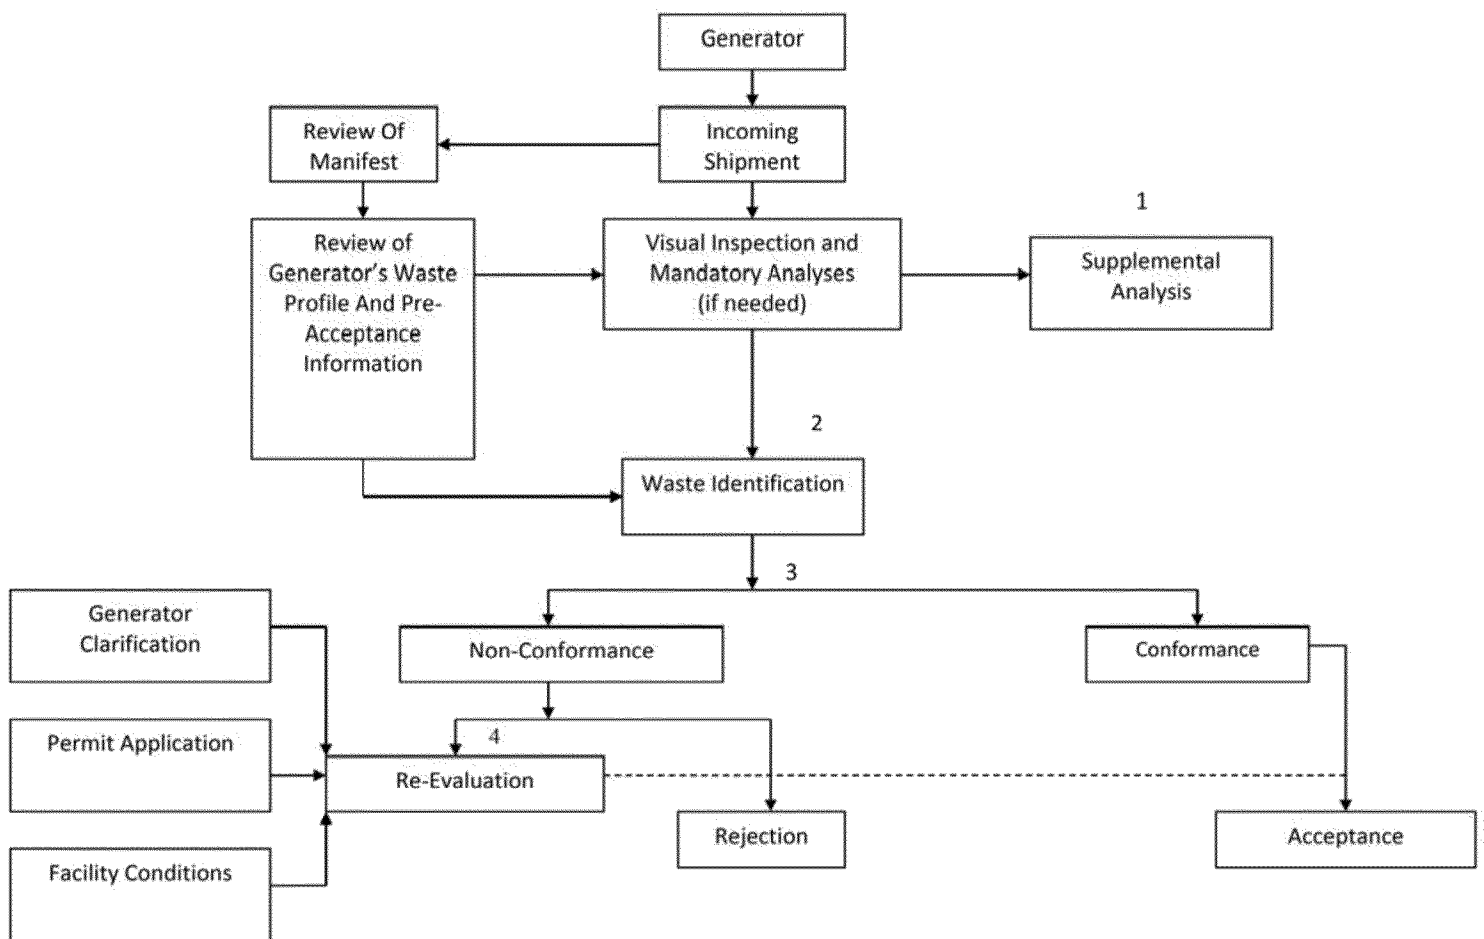 Generator
Review Of
Manifest
Incoming
Shipment
1
Review of
Generator's Waste
Profile And Pre-
Acceptance
Information
Visual Inspection and
Mandatory Analyses
(if needed)
Supplemental
Analysis
2
Waste Identification
3
Generator
Clarification
Non-Conformance
Conformance
Permit Application
4
Re-Evaluation
Rejection
Acceptance
Facility Conditions